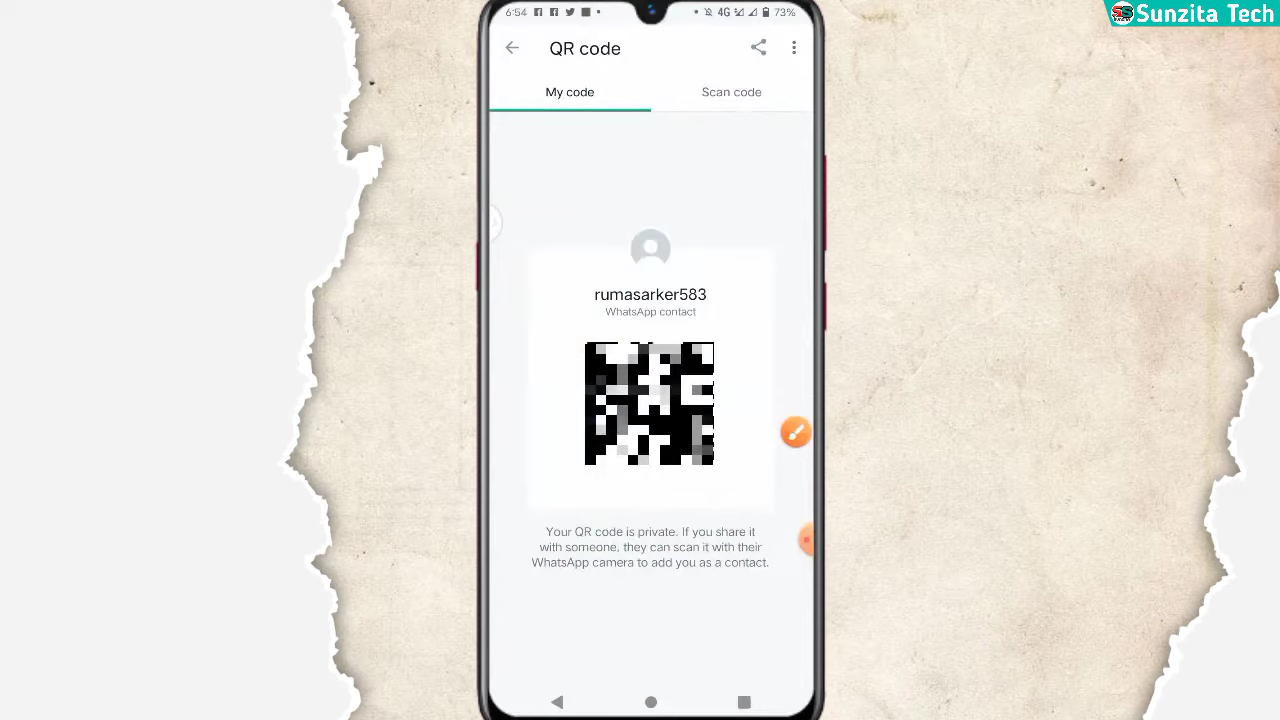 Sunzita Tech
6:54
4G
73%
QR code
My code
Scan code
rumasarker583
WhatsApp contact
Your QR code is private. If you share it
with someone, they can scan it with their
WhatsApp camera to add you as a contact.